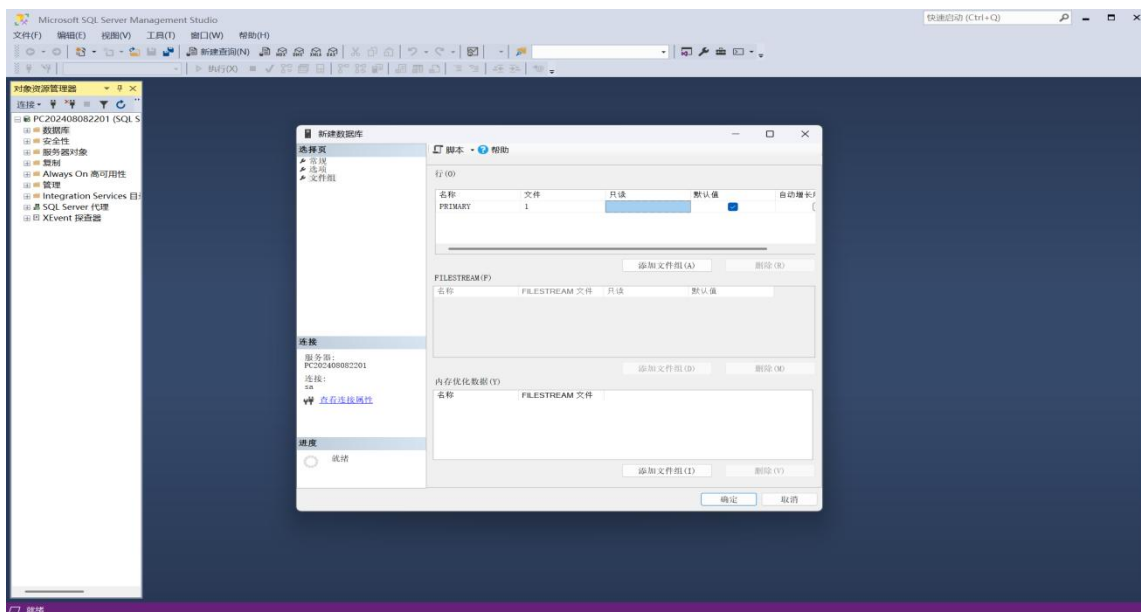 Microsoft SQL Server Management Studio
快速启动 (Ctrl+Q)
文件(F) 编辑(E) 视图(V) 工具(T) 窗口(W) 帮助(H)
新建查询(N)
执行(X)
对象资源管理器
连接
PC202408082201 (SQL S
数据库
安全性
服务器对象
复制
Always On 高可用性
管理
Integration Services 目
SQL Server 代理
XEvent 探查器
新建数据库
选择页
常规
选项
文件组
脚本 帮助
行(O)
名称 文件 只读 默认值 自动增长
PRIMARY 1
添加文件组(A) 删除(R)
FILESTREAM(F)
名称 FILESTREAM 文件 只读 默认值
添加文件组(D) 删除(M)
连接
服务器:
PC202408082201
连接:
sa
查看连接属性
内存优化数据(Y)
名称 FILESTREAM 文件
进度
就绪
添加文件组(I) 删除(V)
确定 取消
就绪